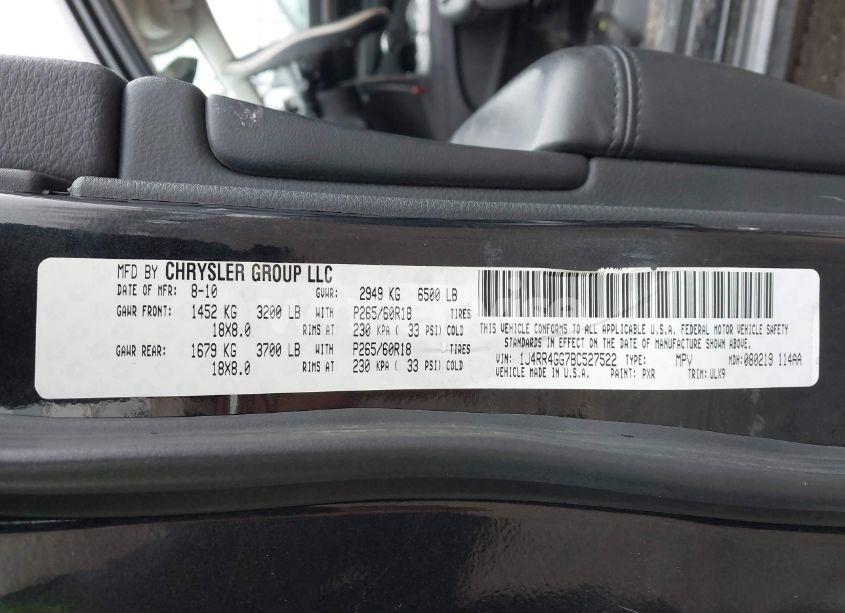 MFD BY CHRYSLER GROUP LLC
DATE OF MFR: 8-10 GVWR: 2949 KG 6500 LB
GAWR FRONT: 1452 KG 3200 LB WITH P265/60R18 TIRES
18X8.0 RIMS AT 230 KPA ( 33 PSI) COLD
GAWR REAR: 1679 KG 3700 LB WITH P265/60R18 TIRES
18X8.0 RIMS AT 230 KPA ( 33 PSI) COLD
THIS VEHICLE CONFORMS TO ALL APPLICABLE U.S.A. FEDERAL MOTOR VEHICLE SAFETY
STANDARDS IN EFFECT ON THE DATE OF MANUFACTURE SHOWN ABOVE.
VIN: 1J4RR4GG7BC527522 TYPE: MPV MDH: 080219 114AA
VEHICLE MADE IN U.S.A. PAINT: PXR TRIM: ULX9